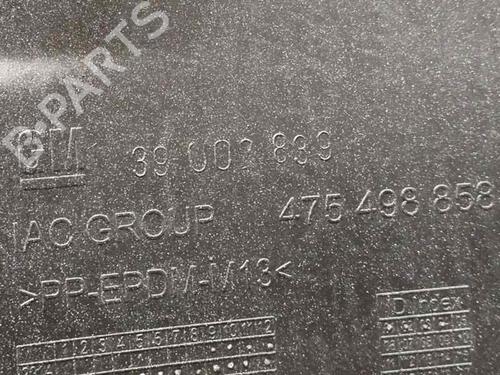 B-PARTS
GM 39 002 839
IAC GROUP 475 498 858
>PP-EPDM-M13<
D Index
1 2 3 4 5 6 7 8 9 10 11 12